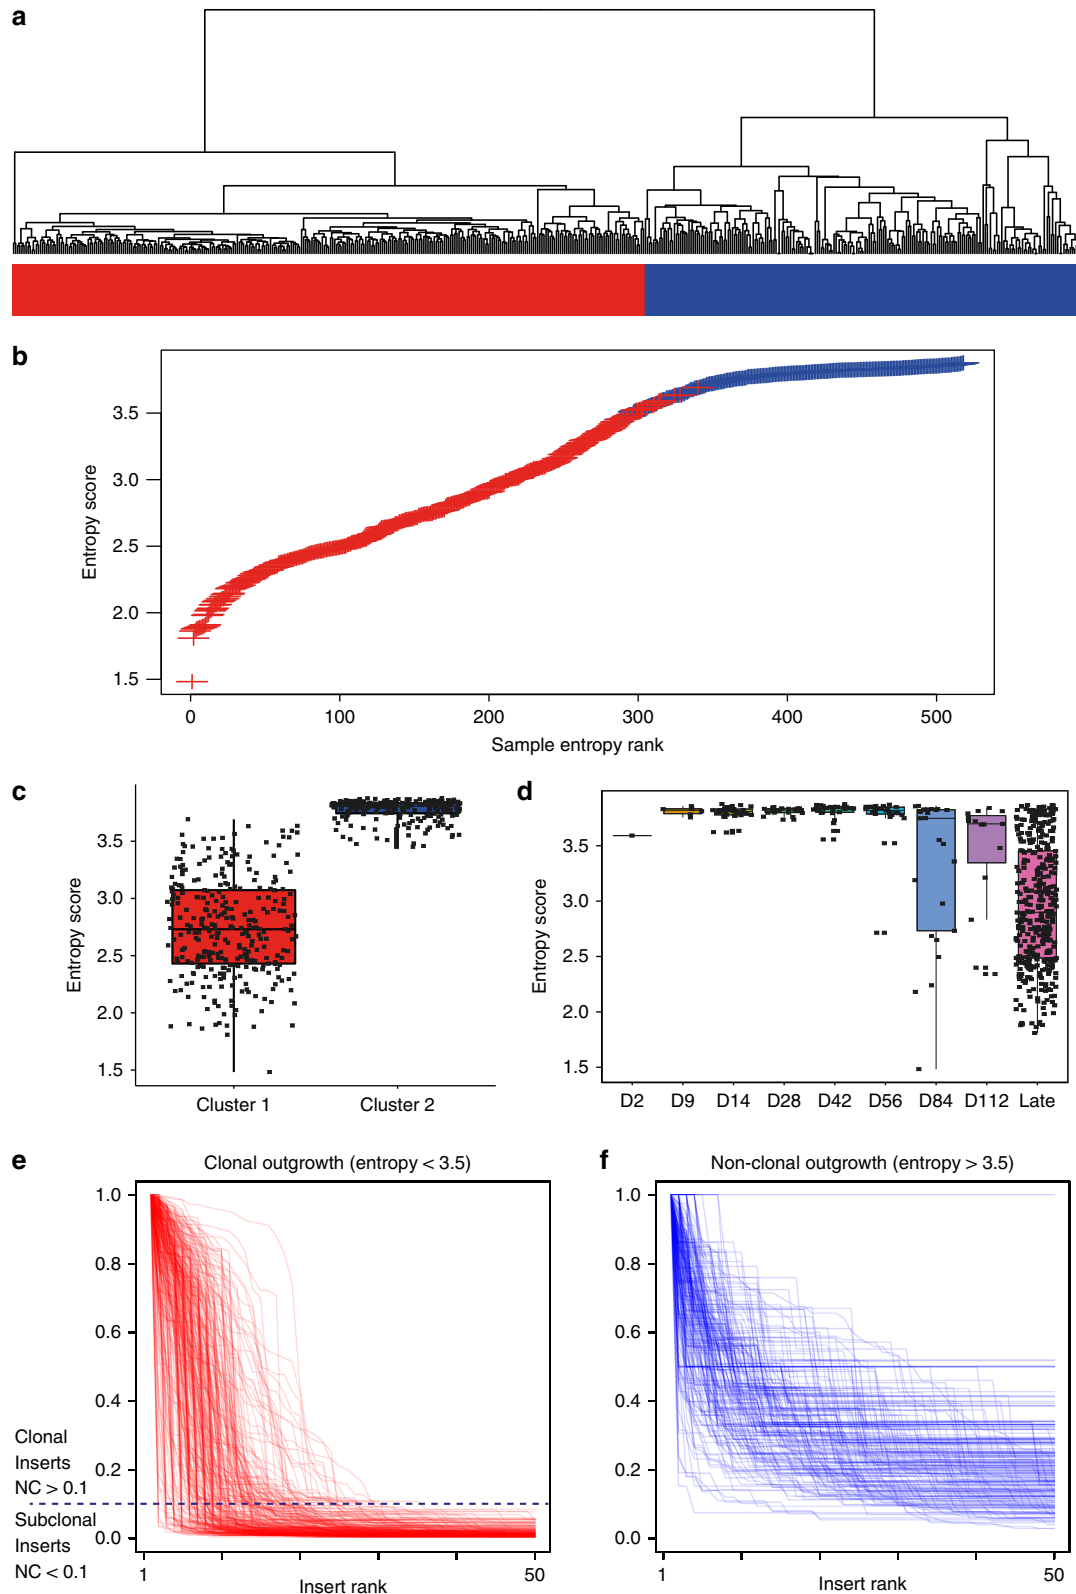 a
b
Entropy score
3.5
3.0
2.5
2.0
1.5
0 100 200 300 400 500
Sample entropy rank
c
Entropy score
3.5
3.0
2.5
2.0
1.5
Cluster 1 Cluster 2
d
Entropy score
3.5
3.0
2.5
2.0
1.5
D2 D9 D14 D28 D42 D56 D84 D112 Late
e
Clonal outgrowth (entropy < 3.5)
1.0
0.8
0.6
0.4
0.2
0.0
Clonal
Inserts
NC > 0.1
Subclonal
Inserts
NC < 0.1
1 50
Insert rank
f
Non-clonal outgrowth (entropy > 3.5)
1.0
0.8
0.6
0.4
0.2
0.0
1 50
Insert rank